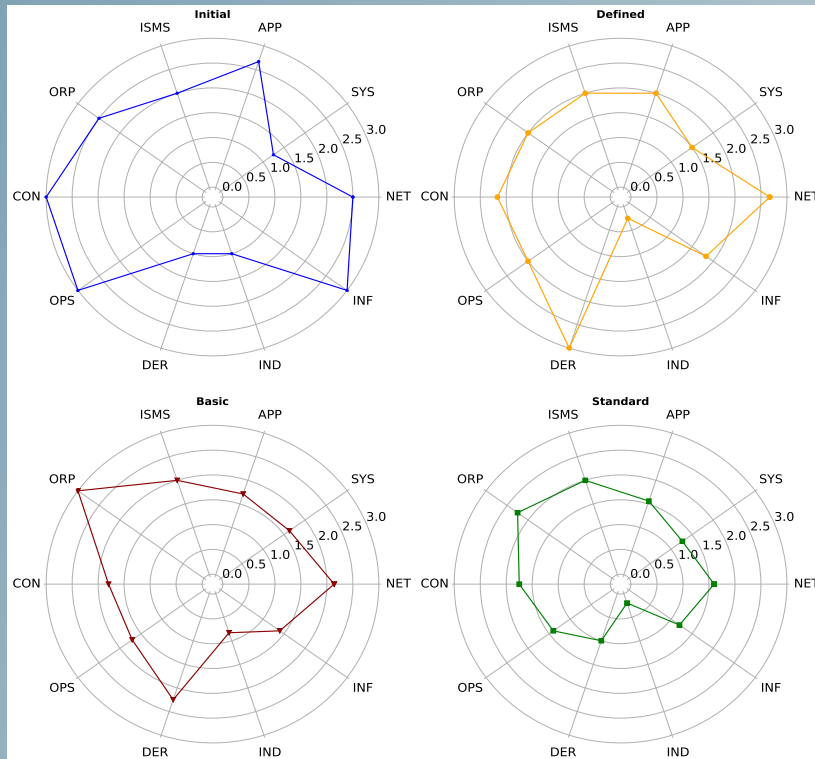 Initial
ISMS
APP
ORP
SYS
CON
NET
OPS
INF
DER
IND
0.0
0.5
1.0
1.5
2.0
2.5
3.0
Defined
ISMS
APP
ORP
SYS
CON
NET
OPS
INF
DER
IND
0.0
0.5
1.0
1.5
2.0
2.5
3.0
Basic
ISMS
APP
ORP
SYS
CON
NET
OPS
INF
DER
IND
0.0
0.5
1.0
1.5
2.0
2.5
3.0
Standard
ISMS
APP
ORP
SYS
CON
NET
OPS
INF
DER
IND
0.0
0.5
1.0
1.5
2.0
2.5
3.0